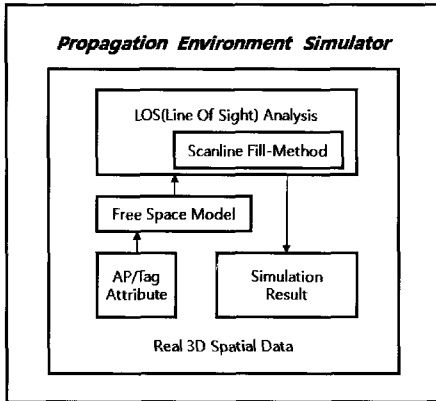 Propagation Environment Simulator
LOS(Line Of Sight) Analysis
Scanline Fill-Method
Free Space Model
AP/Tag
Attribute
Simulation
Result
Real 3D Spatial Data